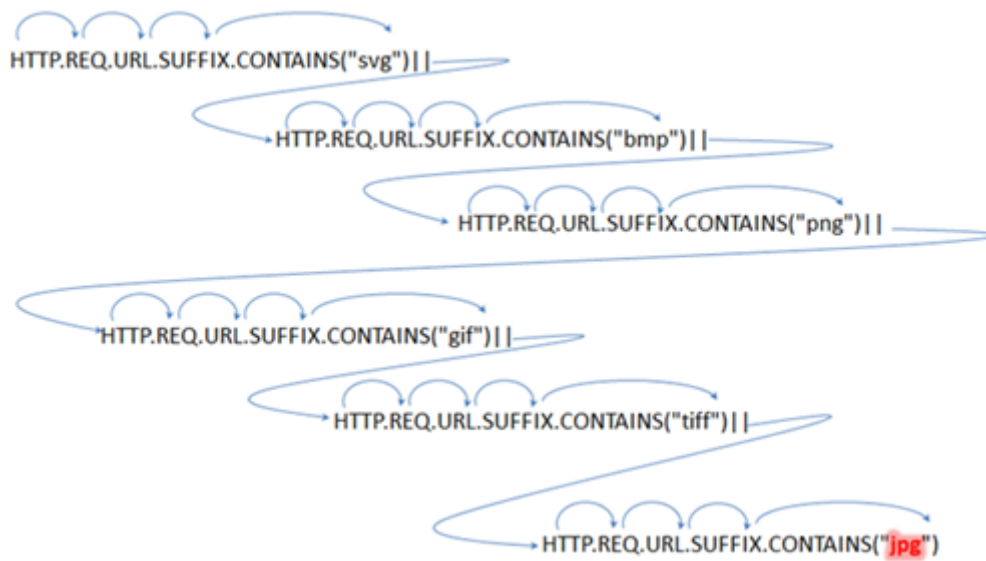 HTTP.REQ.URL.SUFFIX.CONTAINS("svg")||
HTTP.REQ.URL.SUFFIX.CONTAINS("bmp")||
HTTP.REQ.URL.SUFFIX.CONTAINS("png")||
HTTP.REQ.URL.SUFFIX.CONTAINS("gif")||
HTTP.REQ.URL.SUFFIX.CONTAINS("tiff")||
HTTP.REQ.URL.SUFFIX.CONTAINS("jpg")